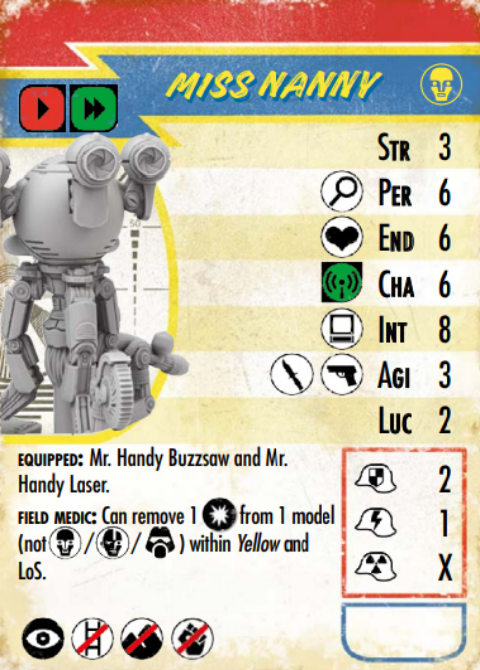 MISS NANNY
STR 3
PER 6
END 6
CHA 6
INT 8
AGI 3
LUC 2
EQUIPPED: Mr. Handy Buzzsaw and Mr.
Handy Laser.
FIELD MEDIC: Can remove 1 from 1 model
(not / / ) within Yellow and
LoS.
2
1
X
50